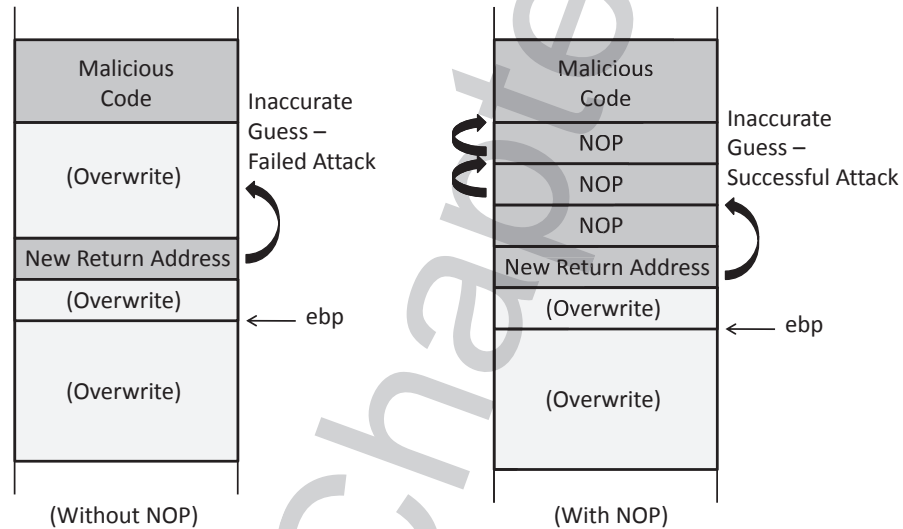 Malicious
Code
Inaccurate
Guess –
Failed Attack
(Overwrite)
New Return Address
(Overwrite)
ebp
(Overwrite)
(Without NOP)
Malicious
Code
NOP
NOP
NOP
Inaccurate
Guess –
Successful Attack
New Return Address
(Overwrite)
ebp
(Overwrite)
(With NOP)
Chapte